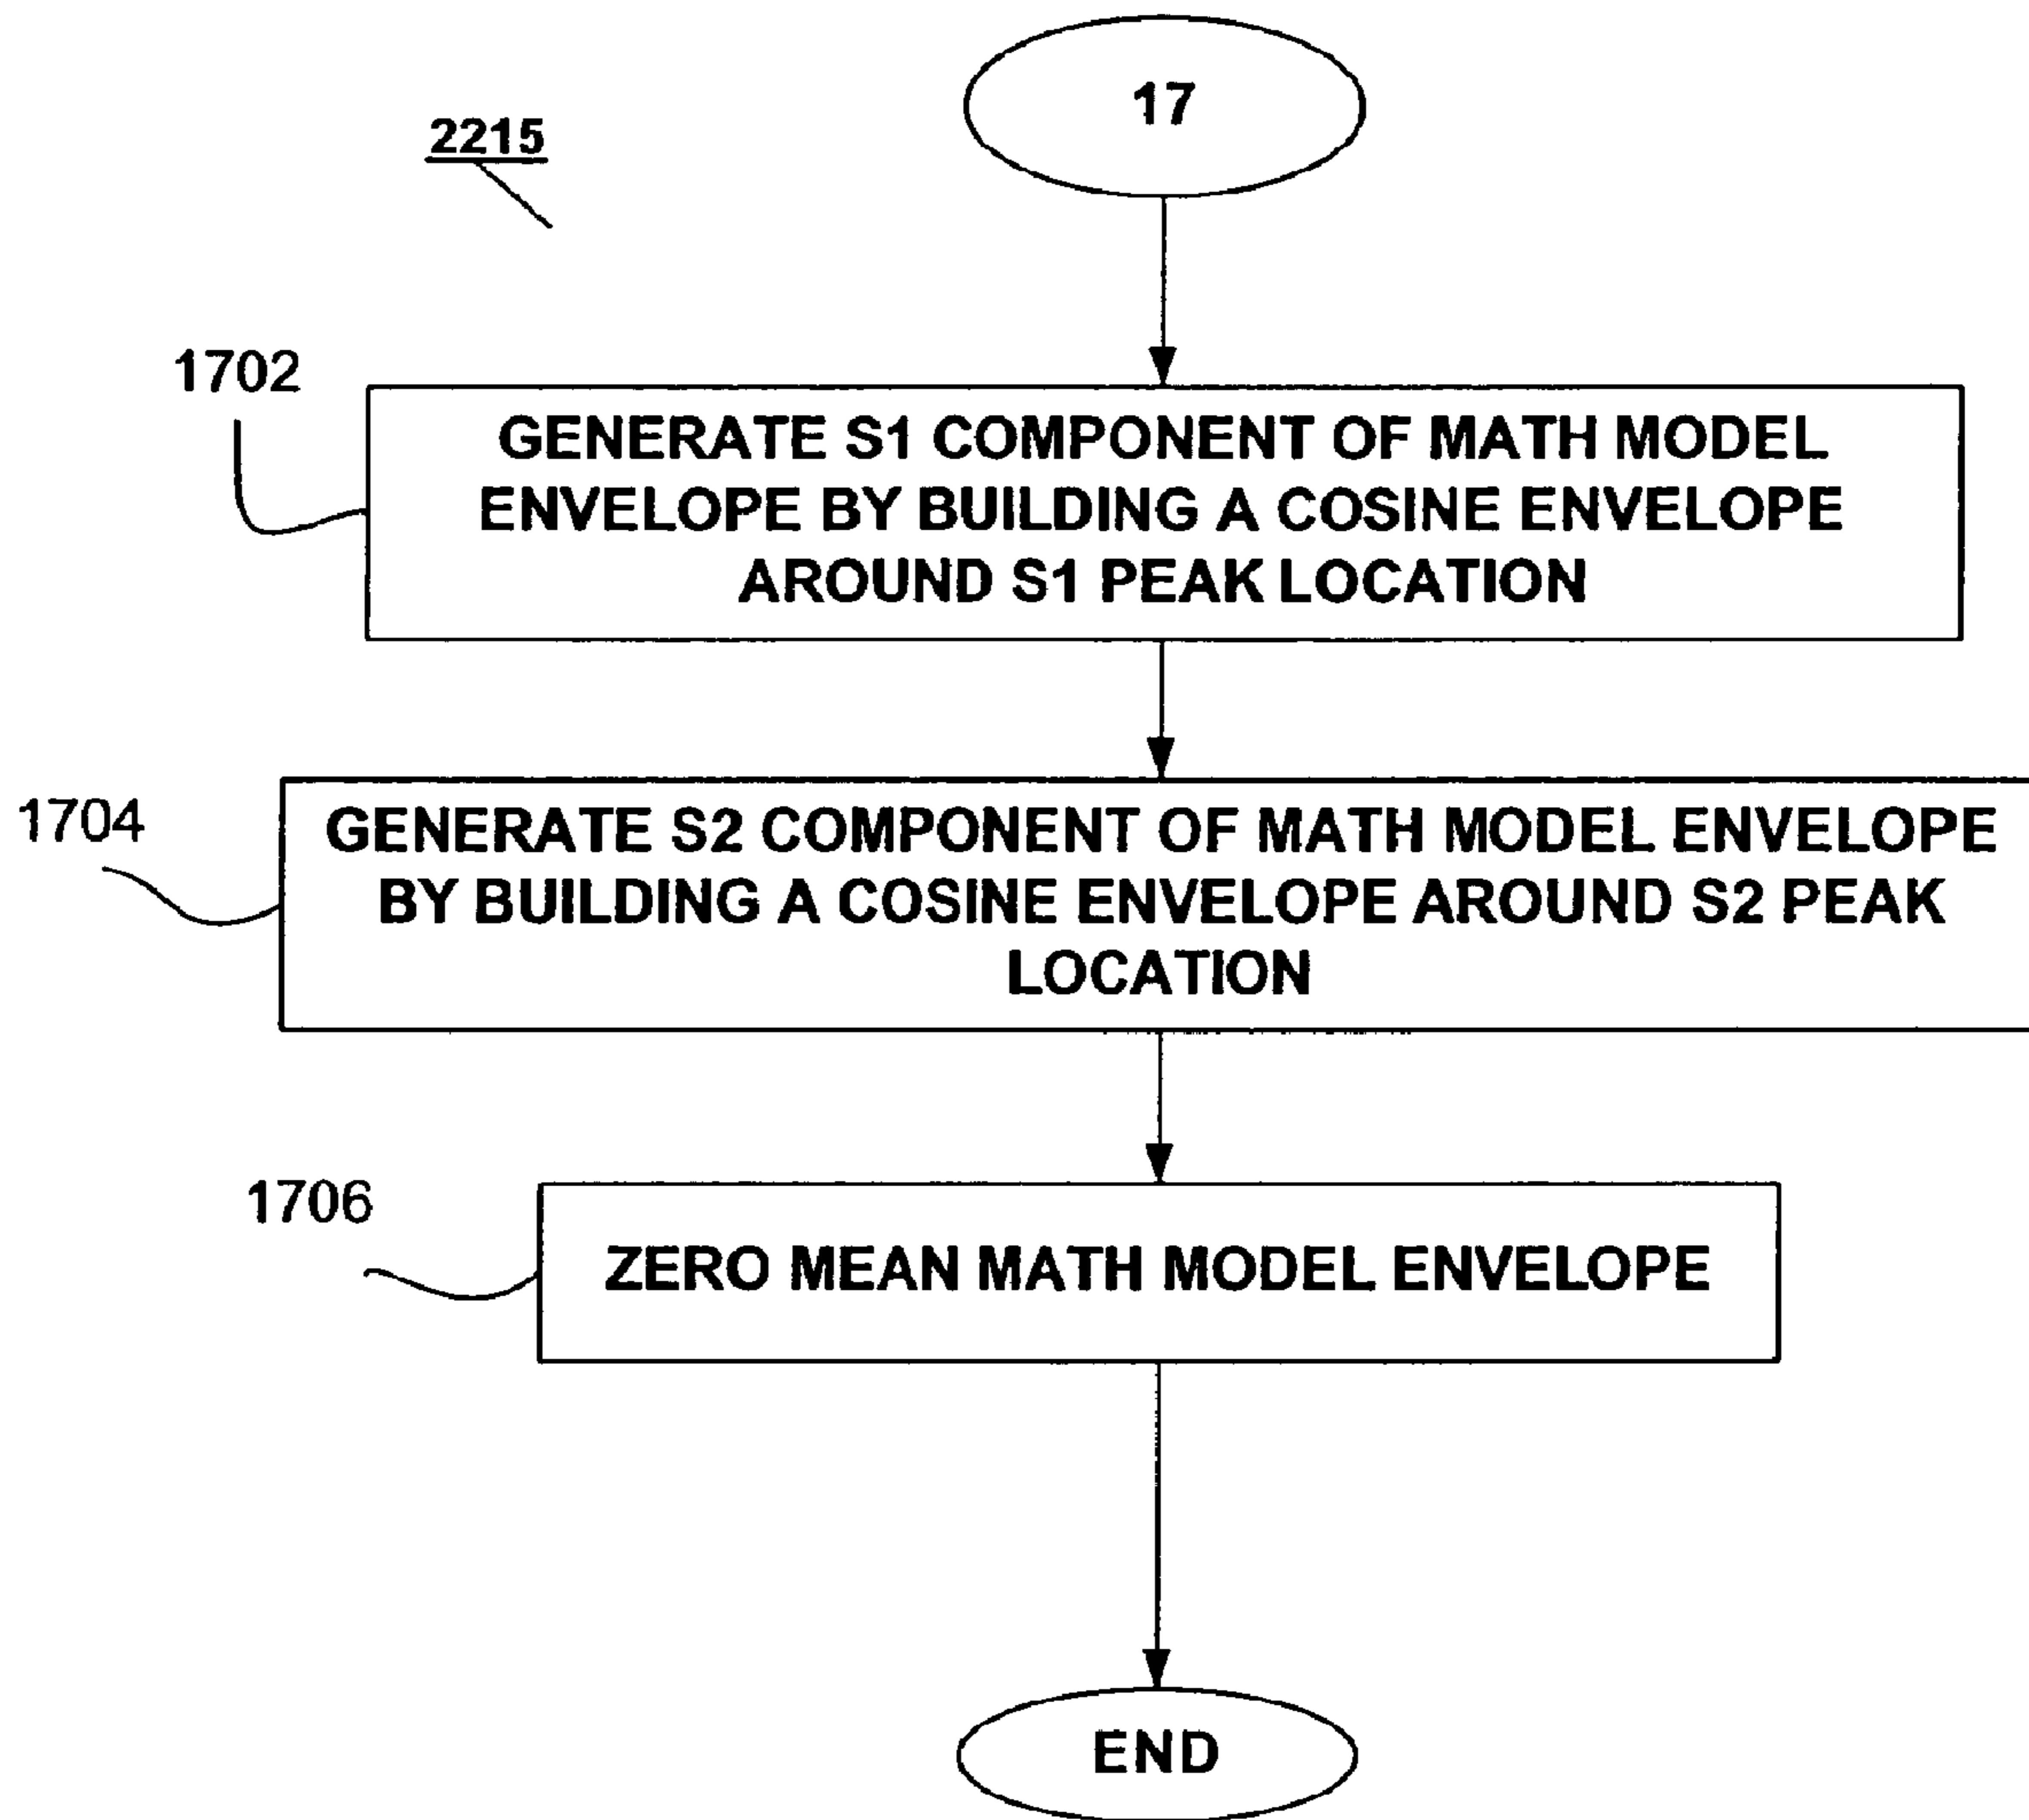 17
2215
1702
GENERATE S1 COMPONENT OF MATH MODEL
ENVELOPE BY BUILDING A COSINE ENVELOPE
AROUND S1 PEAK LOCATION
1704
GENERATE S2 COMPONENT OF MATH MODEL ENVELOPE
BY BUILDING A COSINE ENVELOPE AROUND S2 PEAK
LOCATION
1706
ZERO MEAN MATH MODEL ENVELOPE
END